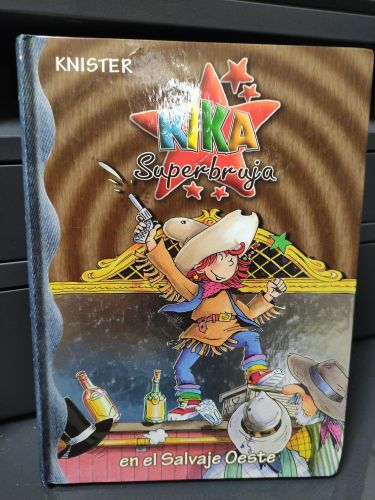 KNISTER
KIKA
Superbruja
en el Salvaje Oeste